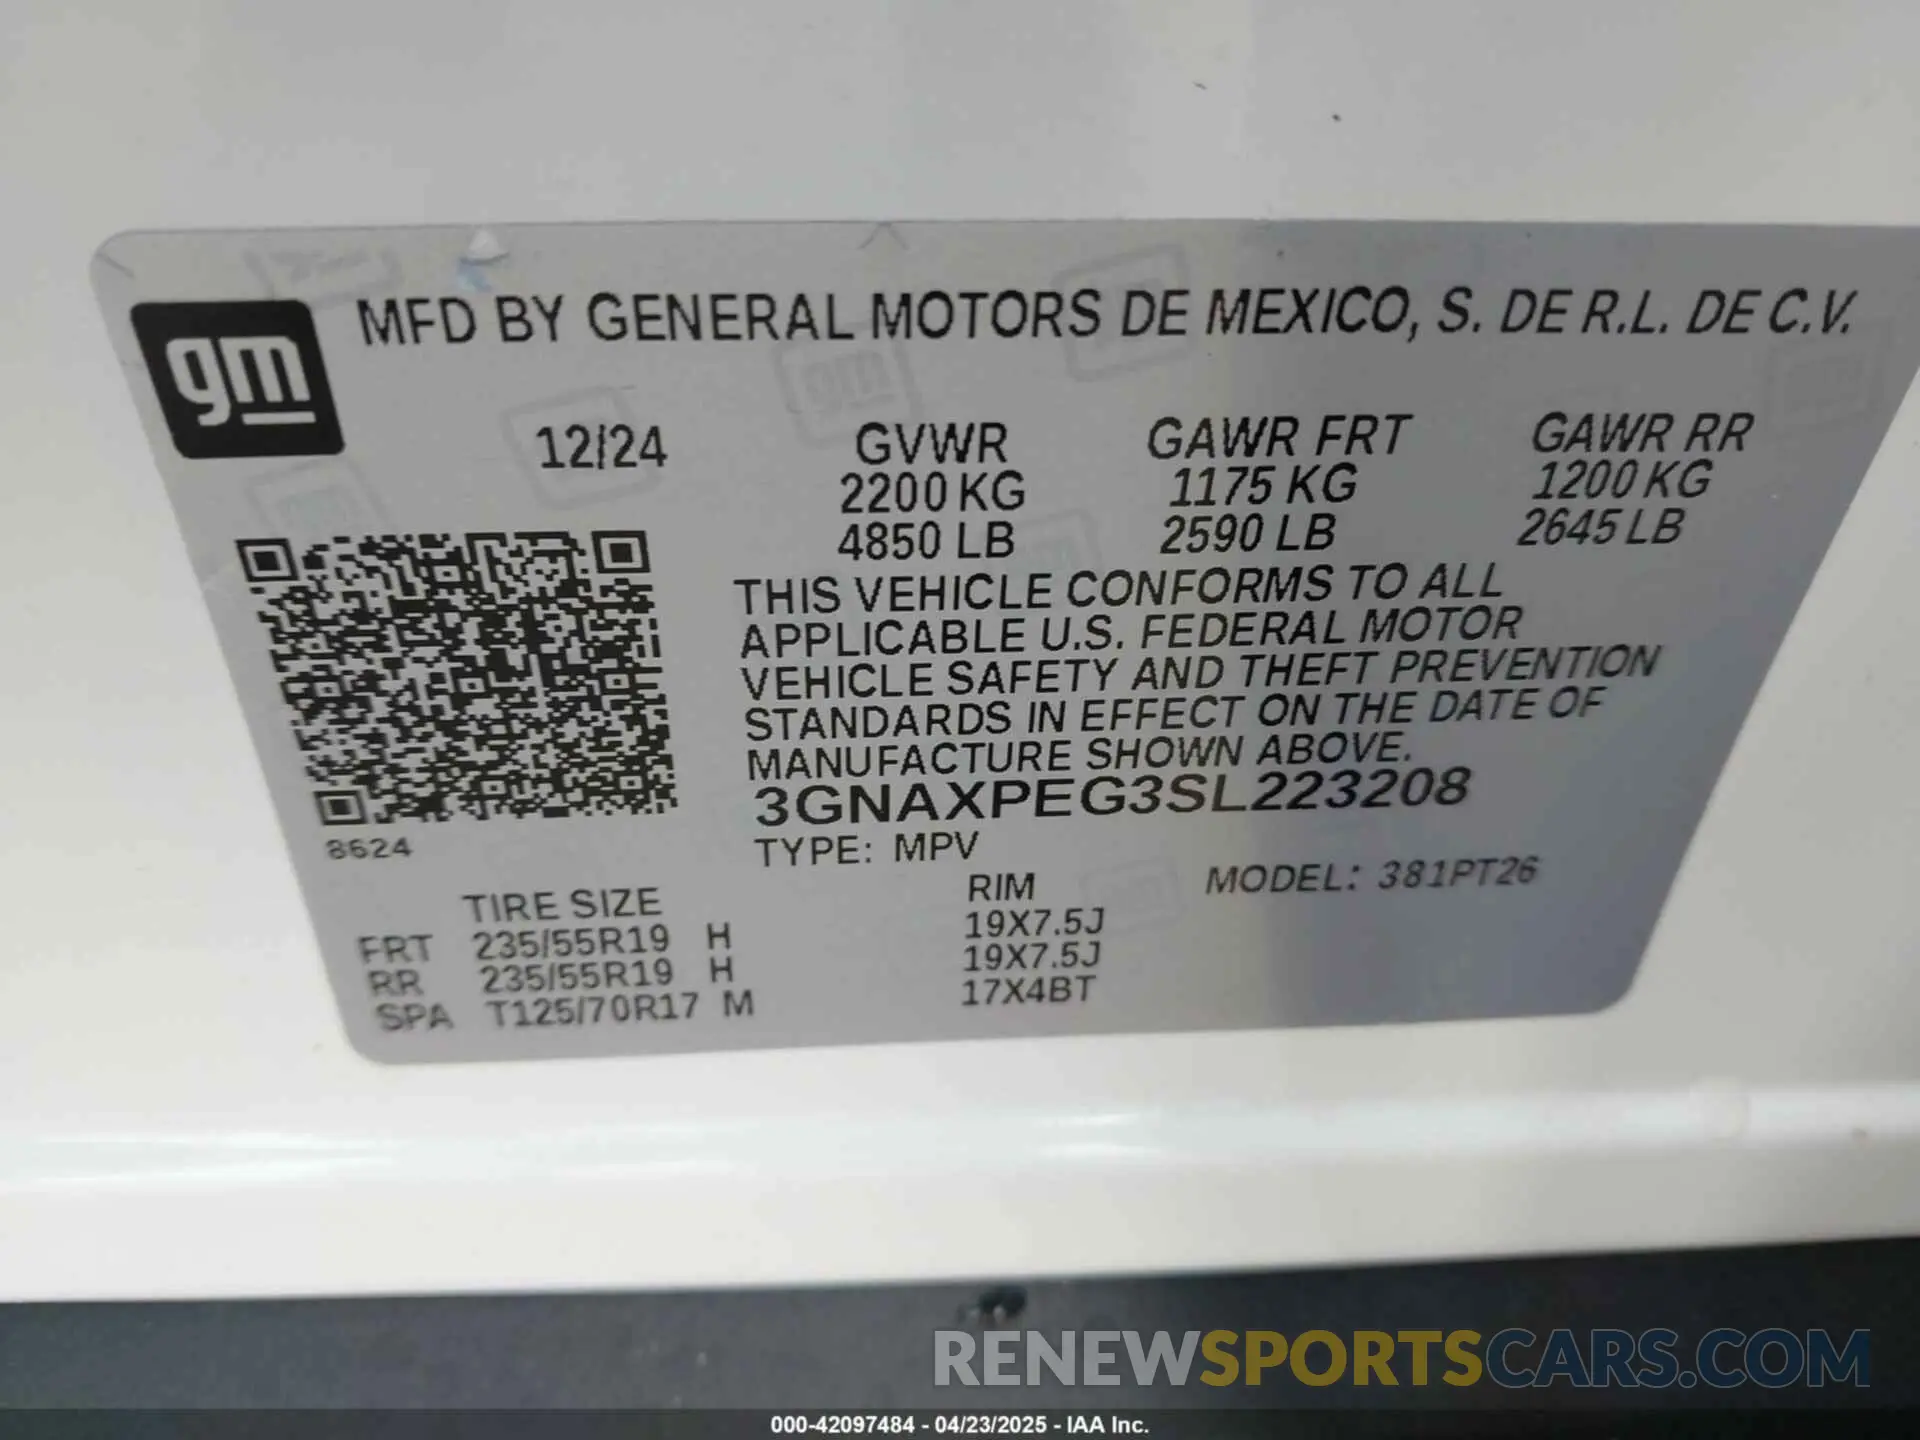 gm
MFD BY GENERAL MOTORS DE MEXICO, S. DE R.L. DE C.V.
12/24 GVWR GAWR FRT GAWR RR
2200 KG 1175 KG 1200 KG
4850 LB 2590 LB 2645 LB
THIS VEHICLE CONFORMS TO ALL
APPLICABLE U.S. FEDERAL MOTOR
VEHICLE SAFETY AND THEFT PREVENTION
STANDARDS IN EFFECT ON THE DATE OF
MANUFACTURE SHOWN ABOVE.
3GNAXPEG3SL223208
8624
TYPE: MPV MODEL: 381PT26
TIRE SIZE RIM
FRT 235/55R19 H 19X7.5J
RR 235/55R19 H 19X7.5J
SPA T125/70R17 M 17X4BT
RENEWSPORTSCARS.COM
000-42097484 - 04/23/2025 - IAA Inc.